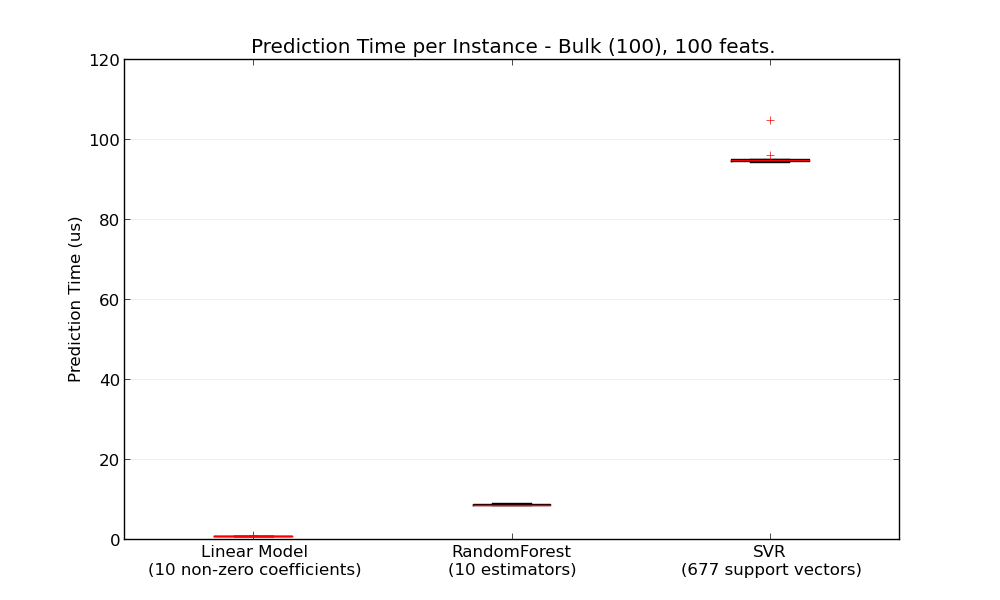 Prediction Time per Instance - Bulk (100), 100 feats.
120
100
80
60
40
20
0
Prediction Time (us)
Linear Model
(10 non-zero coefficients)
RandomForest
(10 estimators)
SVR
(677 support vectors)